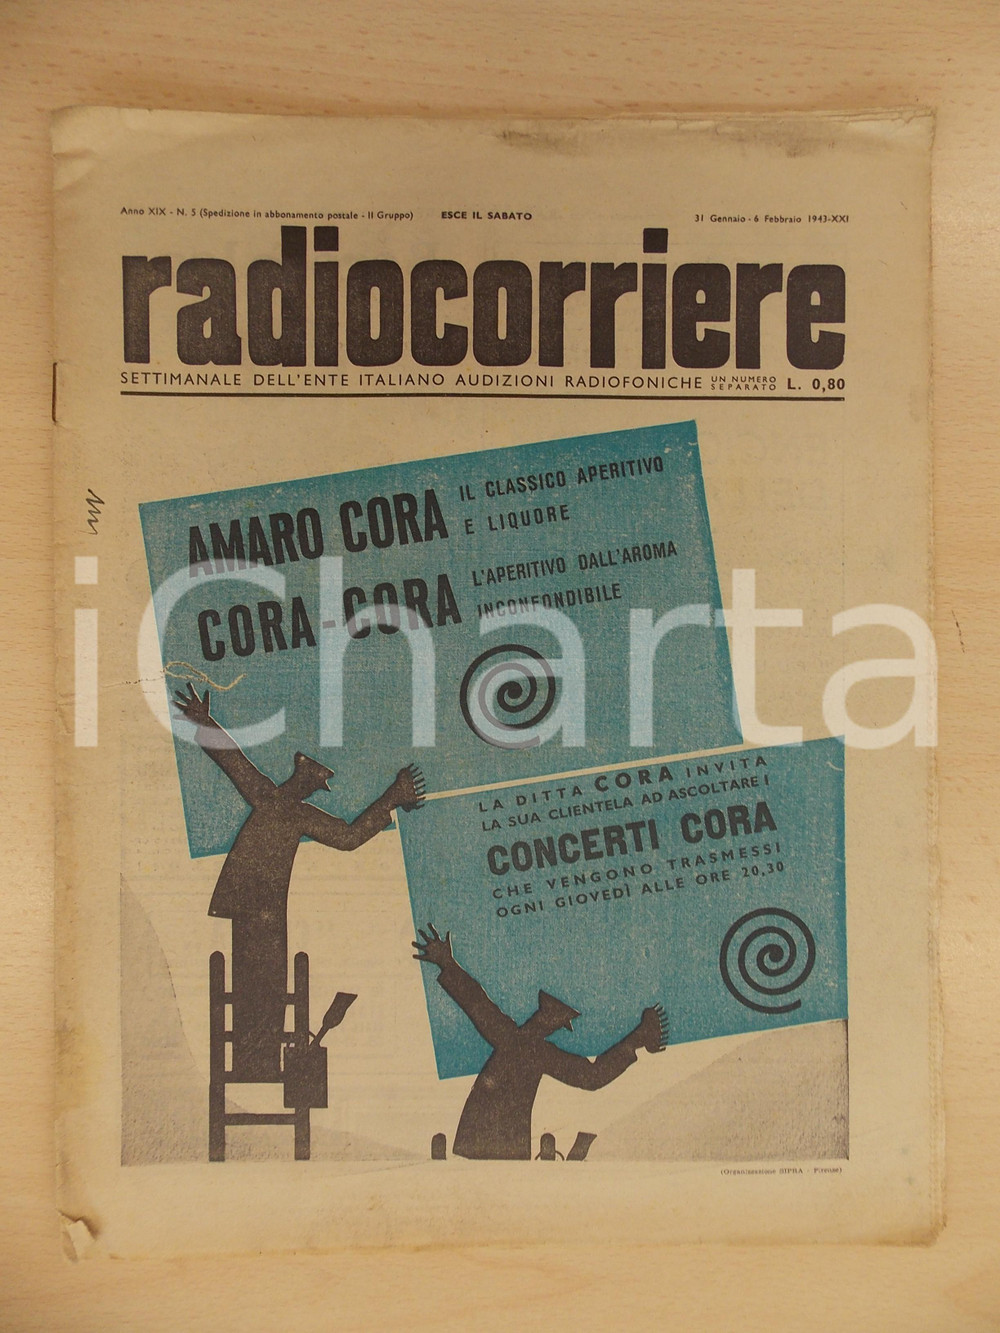 Anno XIX - N. 5 (Spedizione in abbonamento postale - II Gruppo) ESCE IL SABATO 31 Gennaio - 6 Febbraio 1943-XXI
radiocorriere
SETTIMANALE DELL'ENTE ITALIANO AUDIZIONI RADIOFONICHE UN NUMERO SEPARATO L. 0,80
AMARO CORA IL CLASSICO APERITIVO
E LIQUORE
CORA-CORA L'APERITIVO DALL'AROMA
INCONFONDIBILE
iCharta
LA DITTA CORA INVITA
LA SUA CLIENTELA AD ASCOLTARE I
CONCERTI CORA
CHE VENGONO TRASMESSI
OGNI GIOVEDÌ ALLE ORE 20,30
(Organizzazione SIPRA - Firenze)